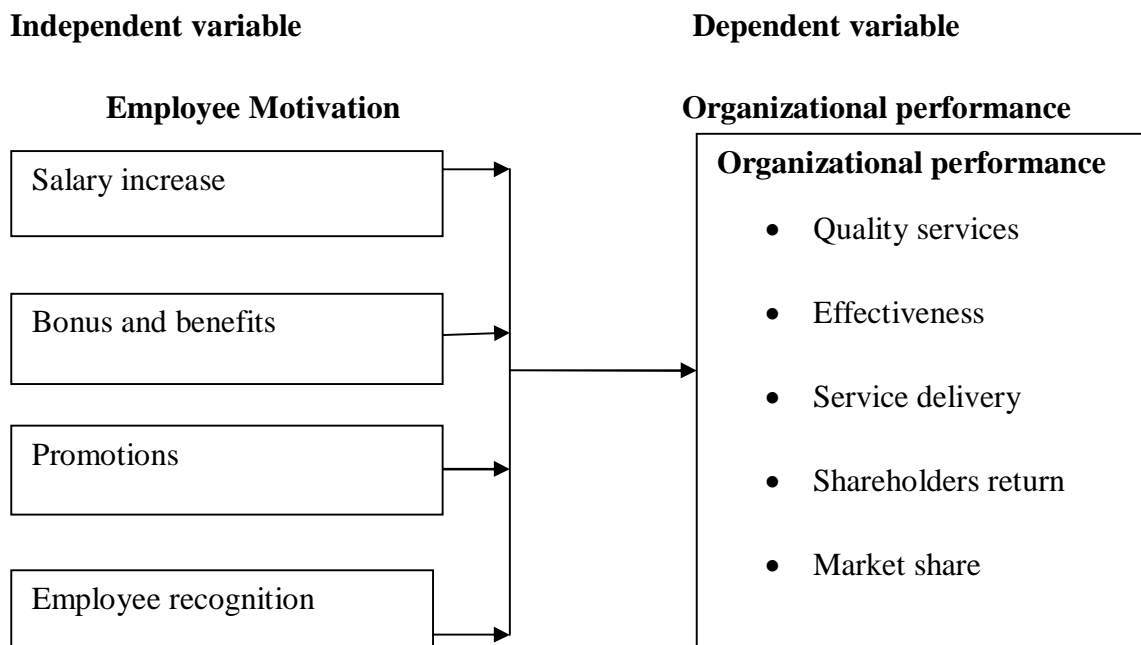 Independent variable
Dependent variable
Employee Motivation
Organizational performance
Salary increase
Bonus and benefits
Promotions
Employee recognition
Organizational performance
• Quality services
• Effectiveness
• Service delivery
• Shareholders return
• Market share